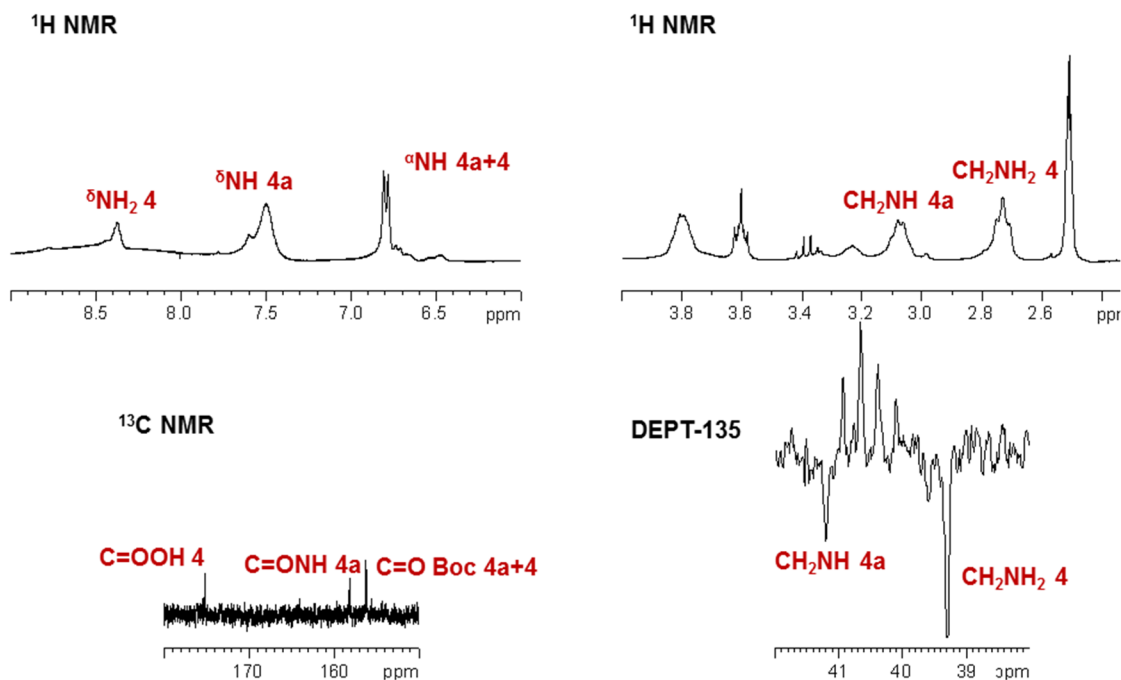 ¹H NMR
ᵟNH₂ 4
ᵟNH 4a
ᵅNH 4a+4
8.5 8.0 7.5 7.0 6.5 ppm
¹H NMR
CH₂NH 4a
CH₂NH₂ 4
3.8 3.6 3.4 3.2 3.0 2.8 2.6 ppr
¹³C NMR
C=OOH 4
C=ONH 4a
C=O Boc 4a+4
170 160 ppm
DEPT-135
CH₂NH 4a
CH₂NH₂ 4
41 40 39 ppm